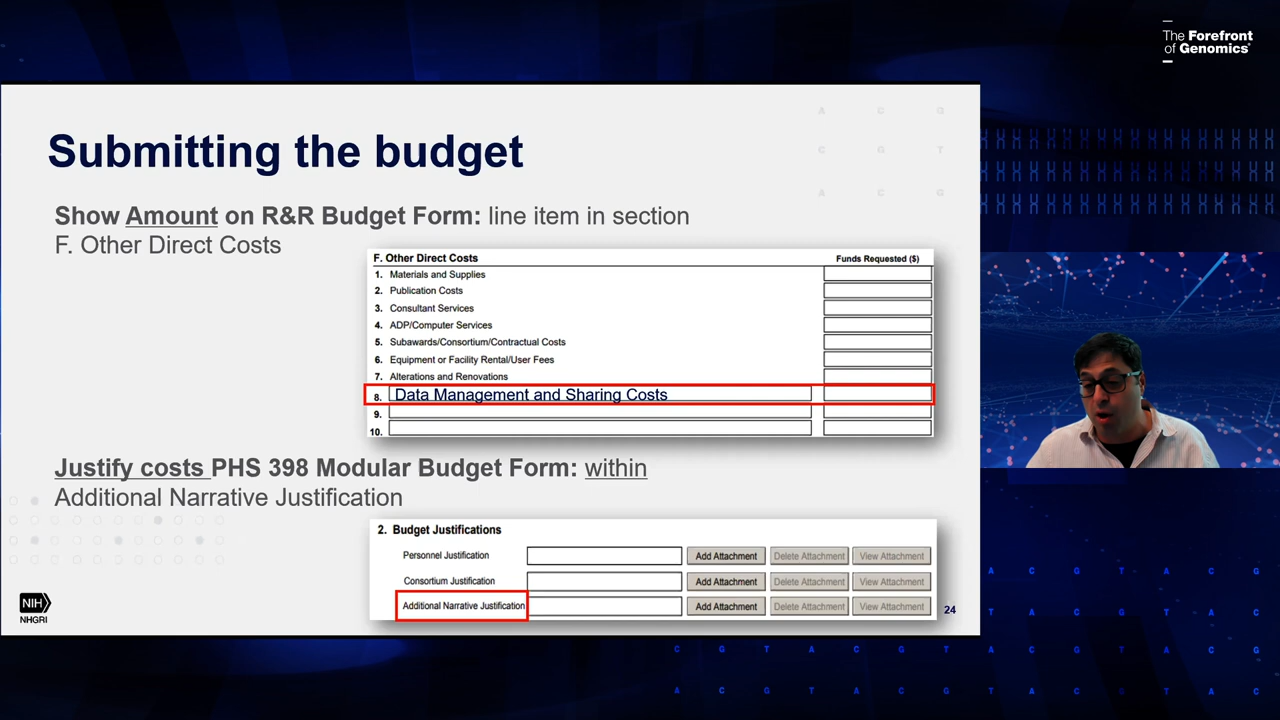 The Forefront
of Genomics®
Submitting the budget
Show Amount on R&R Budget Form: line item in section
F. Other Direct Costs
F. Other Direct Costs Funds Requested ($)
1. Materials and Supplies
2. Publication Costs
3. Consultant Services
4. ADP/Computer Services
5. Subawards/Consortium/Contractual Costs
6. Equipment or Facility Rental/User Fees
7. Alterations and Renovations
8. Data Management and Sharing Costs
9.
10.
Justify costs PHS 398 Modular Budget Form: within
Additional Narrative Justification
2. Budget Justifications
Personnel Justification Add Attachment Delete Attachment View Attachment
Consortium Justification Add Attachment Delete Attachment View Attachment
Additional Narrative Justification Add Attachment Delete Attachment View Attachment
NIH
NHGRI
24
A C G
C G T
A C G
A C G T A C G
T A C G T A C
C G T A C G T A C G T A C G
A C G T A C G T A C G T A C